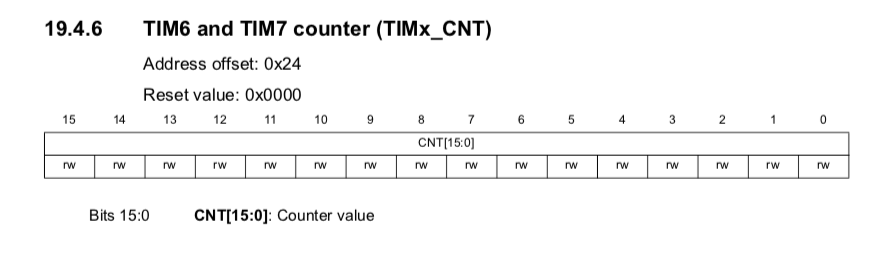 19.4.6 TIM6 and TIM7 counter (TIMx_CNT)
Address offset: 0x24
Reset value: 0x0000
15 14 13 12 11 10 9 8 7 6 5 4 3 2 1 0
CNT[15:0]
rw rw rw rw rw rw rw rw rw rw rw rw rw rw rw rw
Bits 15:0 CNT[15:0]: Counter value